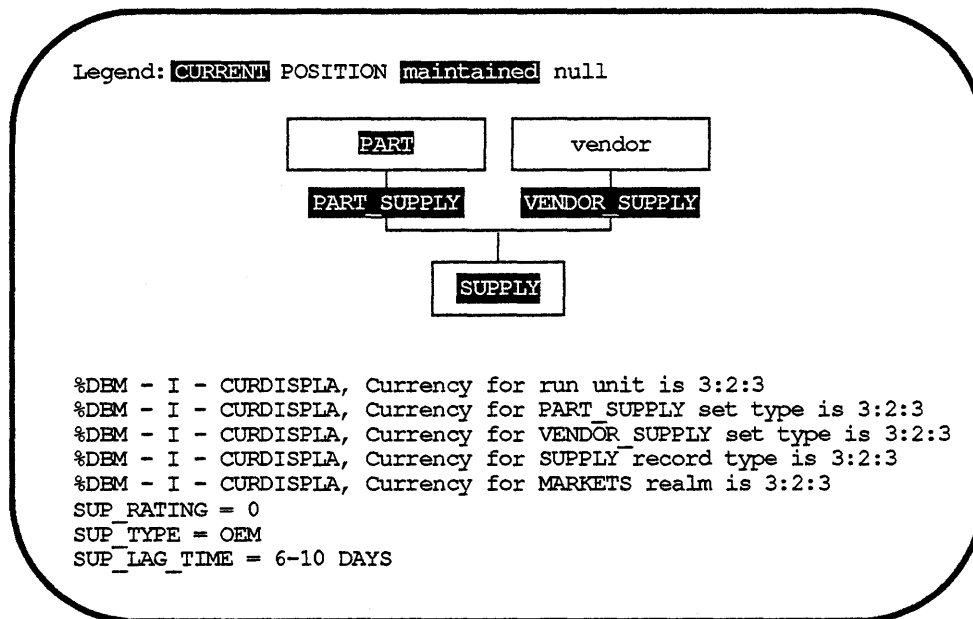 Legend: CURRENT POSITION maintained null
PART vendor
PART_SUPPLY VENDOR_SUPPLY
SUPPLY
%DBM - I - CURDISPLA, Currency for run unit is 3:2:3
%DBM - I - CURDISPLA, Currency for PART_SUPPLY set type is 3:2:3
%DBM - I - CURDISPLA, Currency for VENDOR_SUPPLY set type is 3:2:3
%DBM - I - CURDISPLA, Currency for SUPPLY record type is 3:2:3
%DBM - I - CURDISPLA, Currency for MARKETS realm is 3:2:3
SUP_RATING = 0
SUP_TYPE = OEM
SUP_LAG_TIME = 6-10 DAYS